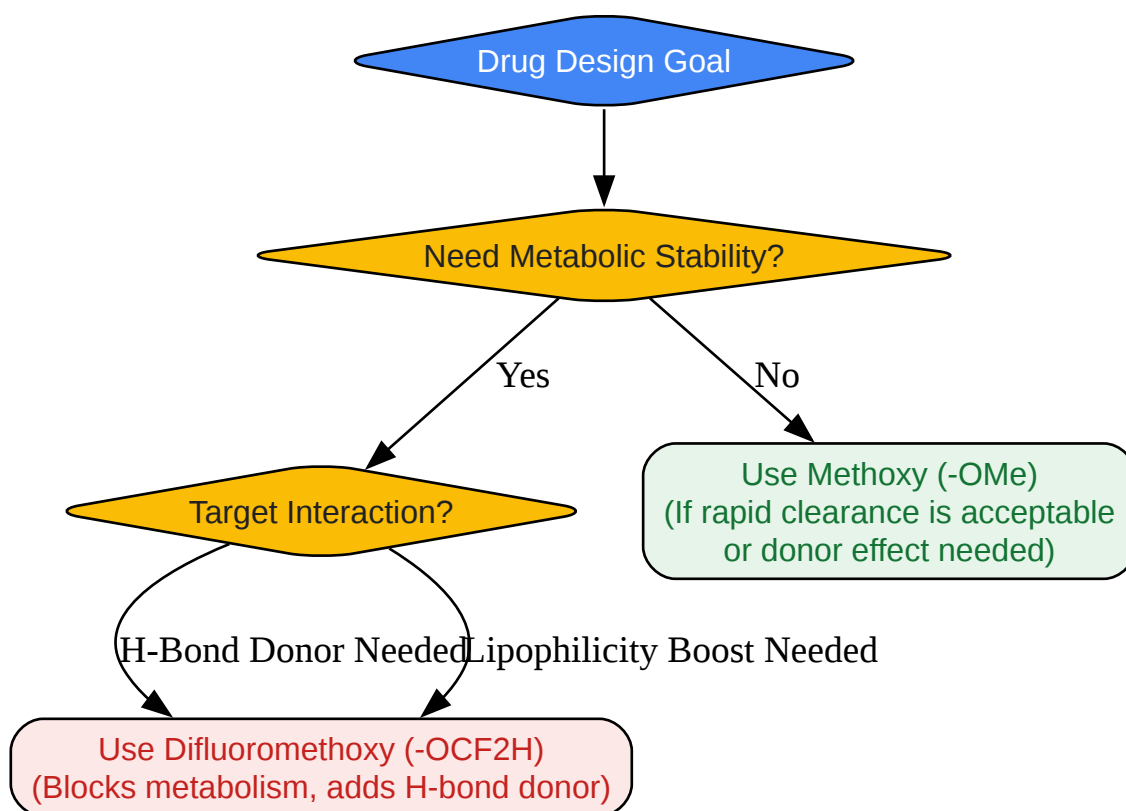 Drug Design Goal
Need Metabolic Stability?
Yes
No
Use Methoxy (-OMe)
(If rapid clearance is acceptable
or donor effect needed)
Target Interaction?
H-Bond Donor Needed
Lipophilicity Boost Needed
Use Difluoromethoxy (-OCF2H)
(Blocks metabolism, adds H-bond donor)